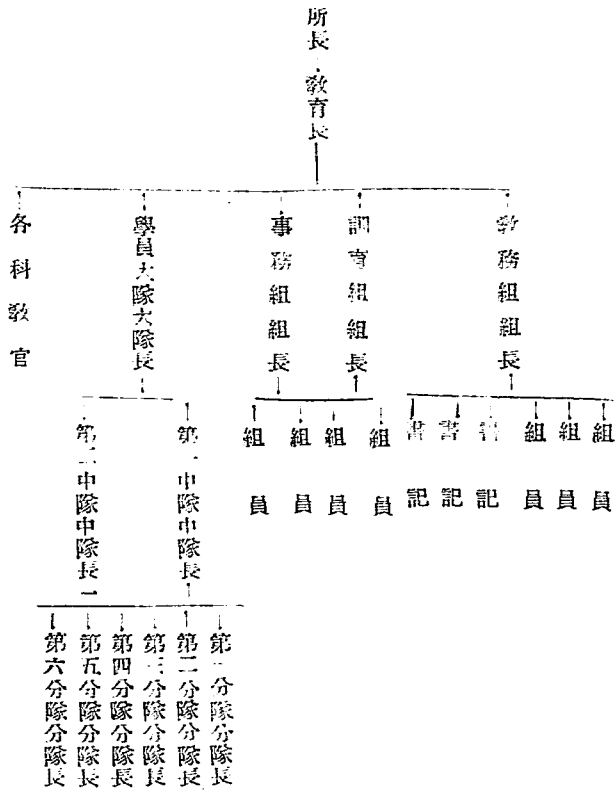 所長
敎育長
敎務組組長
訓育組組長
事務組組長
學員大隊大隊長
各科敎官
組員
組員
組員
書記
書記
書記
組員
組員
組員
組員
第一中隊中隊長
第二中隊中隊長
第一分隊分隊長
第二分隊分隊長
第三分隊分隊長
第四分隊分隊長
第五分隊分隊長
第六分隊分隊長